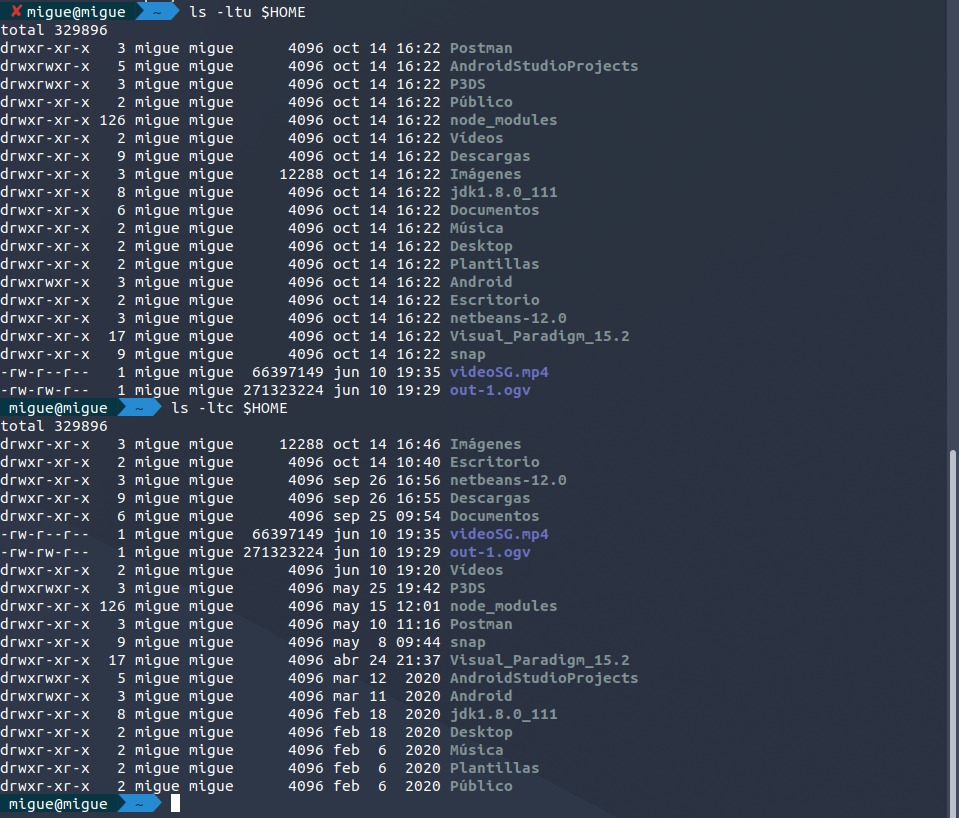 ✘ migue@migue ~ ls -ltu $HOME
total 329896
drwxr-xr-x   3 migue migue      4096 oct 14 16:22 Postman
drwxrwxr-x   5 migue migue      4096 oct 14 16:22 AndroidStudioProjects
drwxrwxr-x   3 migue migue      4096 oct 14 16:22 P3DS
drwxr-xr-x   2 migue migue      4096 oct 14 16:22 Público
drwxrwxr-x 126 migue migue      4096 oct 14 16:22 node_modules
drwxr-xr-x   2 migue migue      4096 oct 14 16:22 Vídeos
drwxr-xr-x   9 migue migue      4096 oct 14 16:22 Descargas
drwxr-xr-x   3 migue migue     12288 oct 14 16:22 Imágenes
drwxr-xr-x   8 migue migue      4096 oct 14 16:22 jdk1.8.0_111
drwxr-xr-x   6 migue migue      4096 oct 14 16:22 Documentos
drwxr-xr-x   2 migue migue      4096 oct 14 16:22 Música
drwxr-xr-x   2 migue migue      4096 oct 14 16:22 Desktop
drwxr-xr-x   2 migue migue      4096 oct 14 16:22 Plantillas
drwxrwxr-x   3 migue migue      4096 oct 14 16:22 Android
drwxr-xr-x   2 migue migue      4096 oct 14 16:22 Escritorio
drwxr-xr-x   3 migue migue      4096 oct 14 16:22 netbeans-12.0
drwxr-xr-x  17 migue migue      4096 oct 14 16:22 Visual_Paradigm_15.2
drwxr-xr-x   9 migue migue      4096 oct 14 16:22 snap
-rw-r--r--   1 migue migue  66397149 jun 10 19:35 videoSG.mp4
-rw-rw-r--   1 migue migue 271323224 jun 10 19:29 out-1.ogv
migue@migue ~ ls -ltc $HOME
total 329896
drwxr-xr-x   3 migue migue     12288 oct 14 16:46 Imágenes
drwxr-xr-x   2 migue migue      4096 oct 14 10:40 Escritorio
drwxr-xr-x   3 migue migue      4096 sep 26 16:56 netbeans-12.0
drwxr-xr-x   9 migue migue      4096 sep 26 16:55 Descargas
drwxr-xr-x   6 migue migue      4096 sep 25 09:54 Documentos
-rw-r--r--   1 migue migue  66397149 jun 10 19:35 videoSG.mp4
-rw-rw-r--   1 migue migue 271323224 jun 10 19:29 out-1.ogv
drwxr-xr-x   2 migue migue      4096 jun 10 19:20 Vídeos
drwxrwxr-x   3 migue migue      4096 may 25 19:42 P3DS
drwxrwxr-x 126 migue migue      4096 may 15 12:01 node_modules
drwxr-xr-x   3 migue migue      4096 may 10 11:16 Postman
drwxr-xr-x   9 migue migue      4096 may  8 09:44 snap
drwxr-xr-x  17 migue migue      4096 abr 24 21:37 Visual_Paradigm_15.2
drwxrwxr-x   5 migue migue      4096 mar 12  2020 AndroidStudioProjects
drwxrwxr-x   3 migue migue      4096 mar 11  2020 Android
drwxr-xr-x   8 migue migue      4096 feb 18  2020 jdk1.8.0_111
drwxr-xr-x   2 migue migue      4096 feb 18  2020 Desktop
drwxr-xr-x   2 migue migue      4096 feb  6  2020 Música
drwxr-xr-x   2 migue migue      4096 feb  6  2020 Plantillas
drwxr-xr-x   2 migue migue      4096 feb  6  2020 Público
migue@migue ~